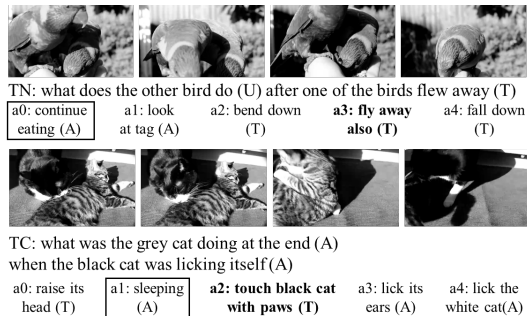 TN: what does the other bird do (U) after one of the birds flew away (T)
a0: continue a1: look a2: bend down a3: fly away a4: fall down
eating (A) at tag (A) (T) also (T) (T)
TC: what was the grey cat doing at the end (A)
when the black cat was licking itself (A)
a0: raise its a1: sleeping a2: touch black cat a3: lick its a4: lick the
head (T) (A) with paws (T) ears (A) white cat(A)